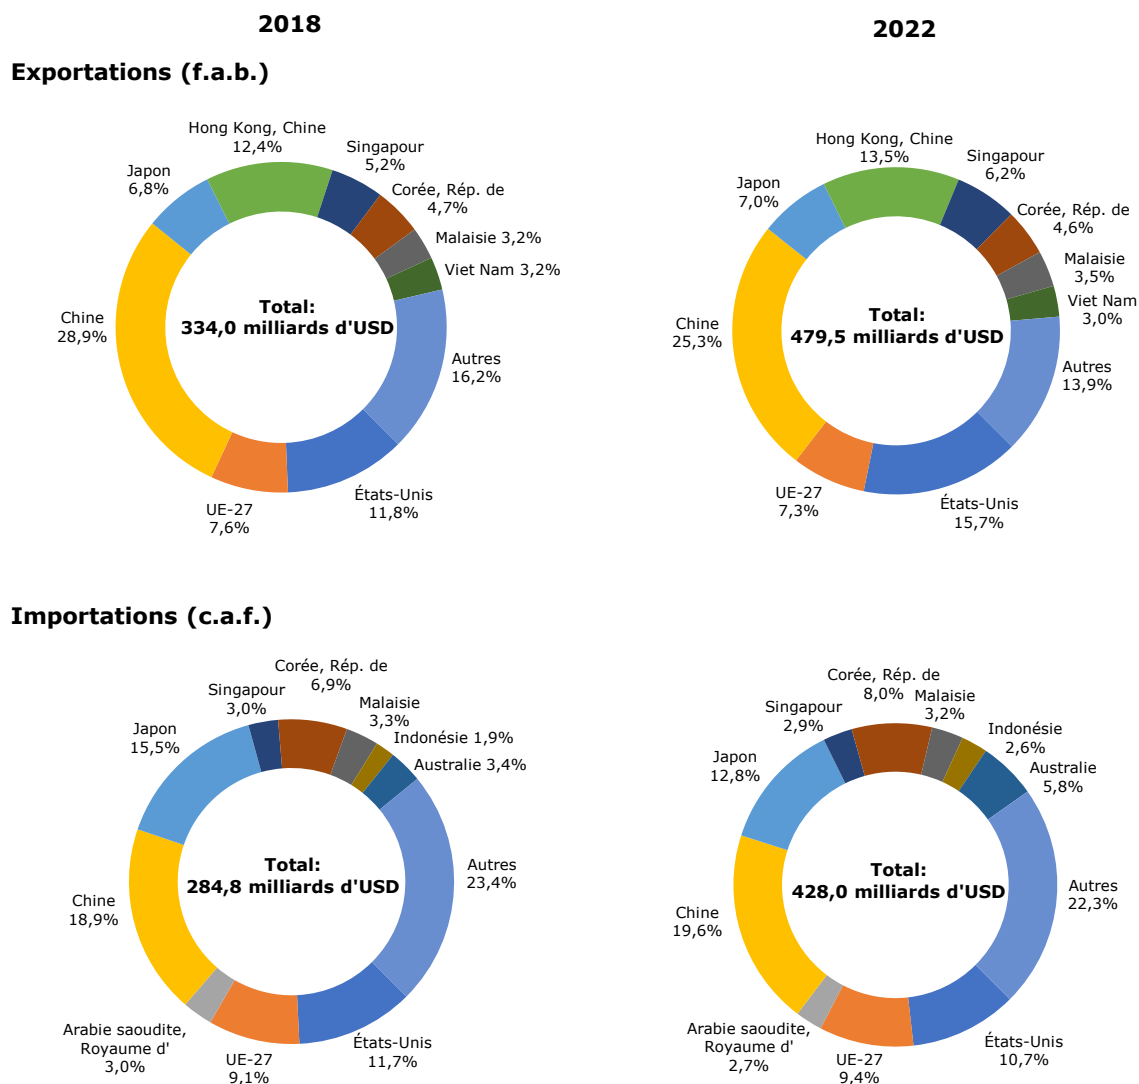 2018
2022
Exportations (f.a.b.)
Hong Kong, Chine
12,4%
Singapour
5,2%
Corée, Rép. de
4,7%
Malaisie 3,2%
Viet Nam 3,2%
Autres
16,2%
États-Unis
11,8%
UE-27
7,6%
Chine
28,9%
Japon
6,8%
Total:
334,0 milliards d'USD
Hong Kong, Chine
13,5%
Singapour
6,2%
Corée, Rép. de
4,6%
Malaisie
3,5%
Viet Nam
3,0%
Autres
13,9%
États-Unis
15,7%
UE-27
7,3%
Chine
25,3%
Japon
7,0%
Total:
479,5 milliards d'USD
Importations (c.a.f.)
Corée, Rép. de
6,9%
Malaisie
3,3%
Indonésie 1,9%
Australie 3,4%
Autres
23,4%
États-Unis
11,7%
UE-27
9,1%
Arabie saoudite,
Royaume d'
3,0%
Chine
18,9%
Japon
15,5%
Singapour
3,0%
Total:
284,8 milliards d'USD
Corée, Rép. de
8,0%
Malaisie
3,2%
Indonésie
2,6%
Australie
5,8%
Autres
22,3%
États-Unis
10,7%
UE-27
9,4%
Arabie saoudite,
Royaume d'
2,7%
Chine
19,6%
Japon
12,8%
Singapour
2,9%
Total:
428,0 milliards d'USD